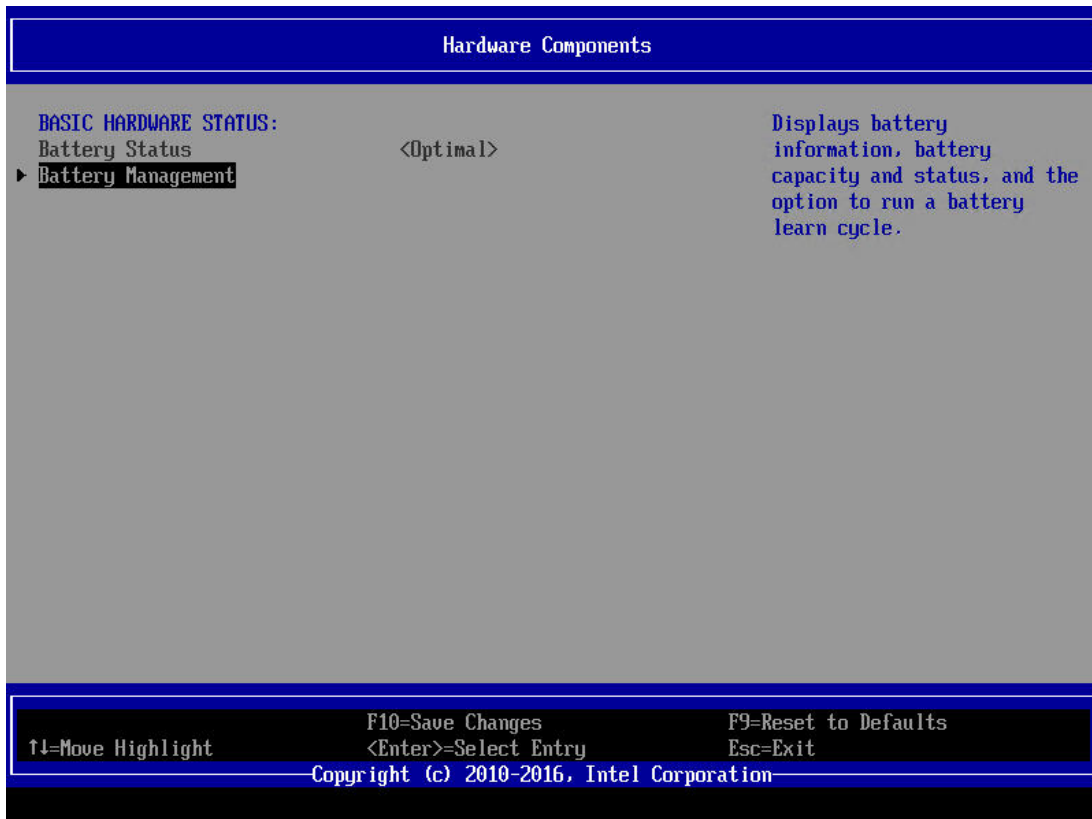 Hardware Components
BASIC HARDWARE STATUS:
Battery Status <Optimal>
Battery Management
Displays battery
information, battery
capacity and status, and the
option to run a battery
learn cycle.
F10=Save Changes F9=Reset to Defaults
↑↓=Move Highlight <Enter>=Select Entry Esc=Exit
Copyright (c) 2010-2016, Intel Corporation